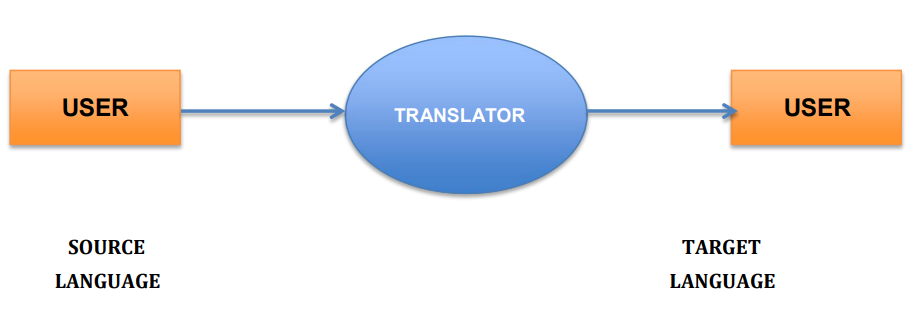 USER
TRANSLATOR
USER
SOURCE
LANGUAGE
TARGET
LANGUAGE